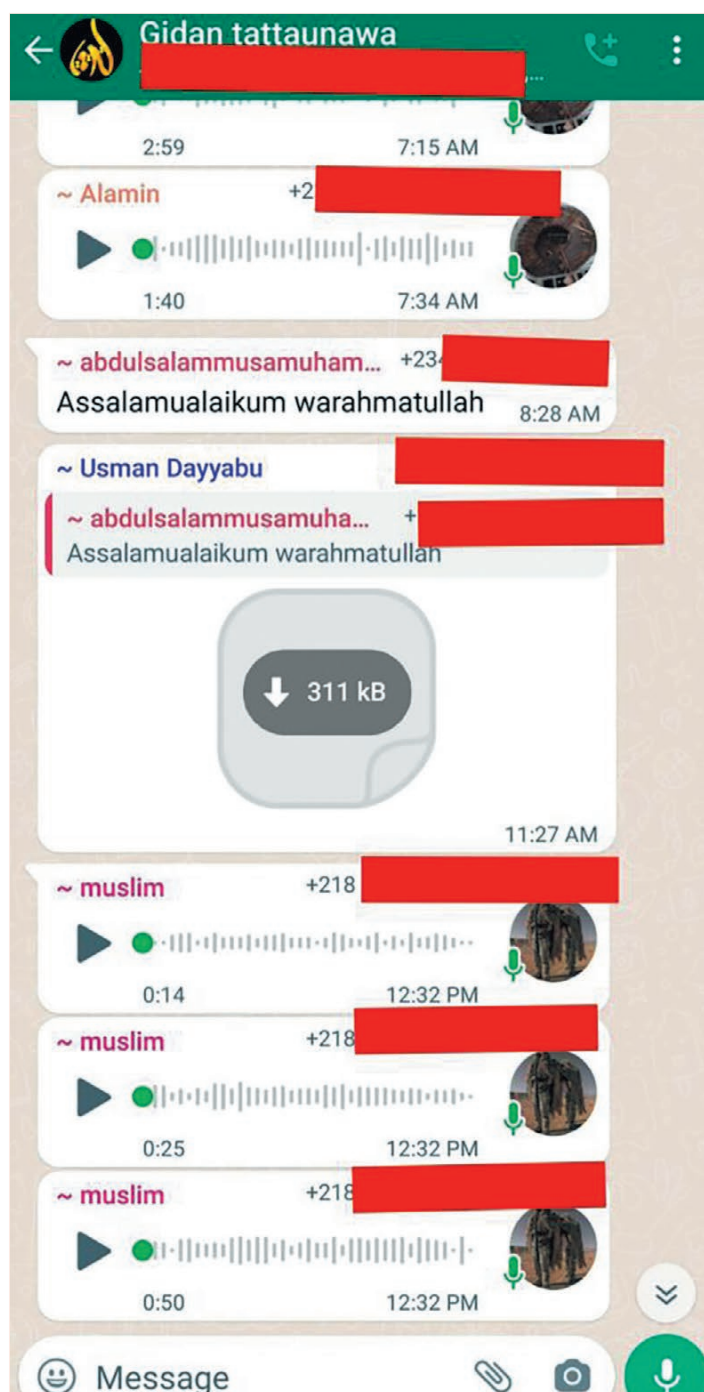 Gidan tattaunawa
2:59 7:15 AM
~ Alamin +2
1:40 7:34 AM
~ abdulsalammusamuham... +234
Assalamualaikum warahmatullah 8:28 AM
~ Usman Dayyabu
~ abdulsalammusamuha... +
Assalamualaikum warahmatullah
311 kB
11:27 AM
~ muslim +218
0:14 12:32 PM
~ muslim +218
0:25 12:32 PM
~ muslim +218
0:50 12:32 PM
Message